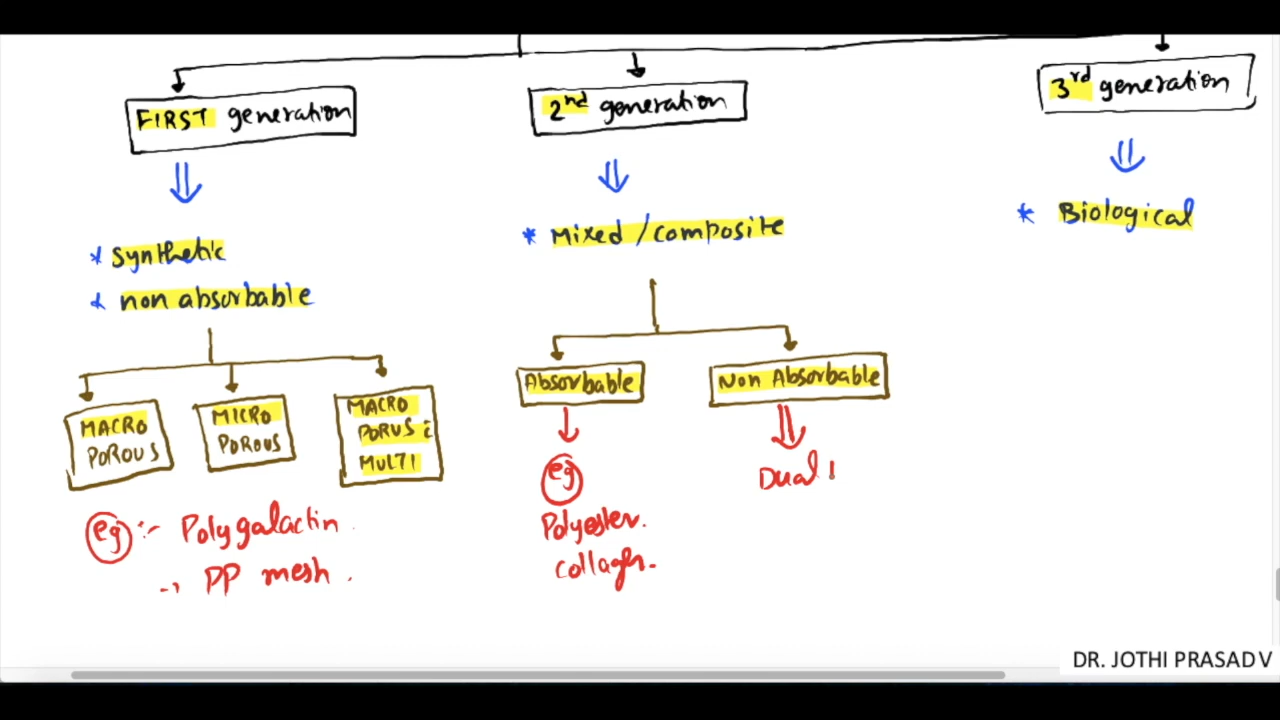 FIRST generation
2nd generation
3rd generation
* synthetic
* non absorbable
* Mixed / composite
* Biological
MACRO
POROUS
MICRO
POROUS
MACRO
PORUS
MULTI
Absorbable
Non Absorbable
eg :- Polygalactin
PP mesh
eg
Polyester.
Dual
DR. JOTHI PRASAD V